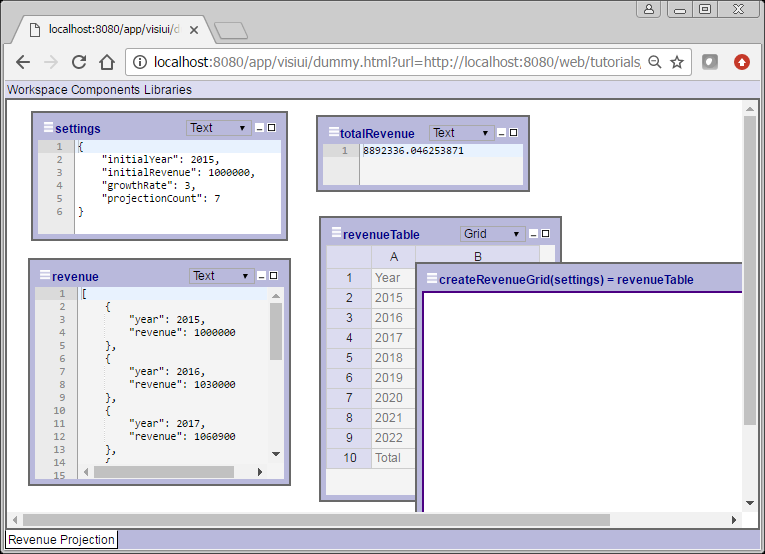 localhost:8080/app/visiui/d
localhost:8080/app/visiui/dummy.html?url=http://localhost:8080/web/tutorials
Workspace Components Libraries
settings
Text
1 {
2 "initialYear": 2015,
3 "initialRevenue": 1000000,
4 "growthRate": 3,
5 "projectionCount": 7
6 }
totalRevenue
Text
1 8892336.046253871
revenue
Text
1 [
2 {
3 "year": 2015,
4 "revenue": 1000000
5 },
6 {
7 "year": 2016,
8 "revenue": 1030000
9 },
10 {
11 "year": 2017,
12 "revenue": 1060900
13 },
14 {
15
revenueTable
Grid
A B
1 Year
2 2015
3 2016
4 2017
5 2018
6 2019
7 2020
8 2021
9 2022
10 Total
createRevenueGrid(settings) = revenueTable
Revenue Projection